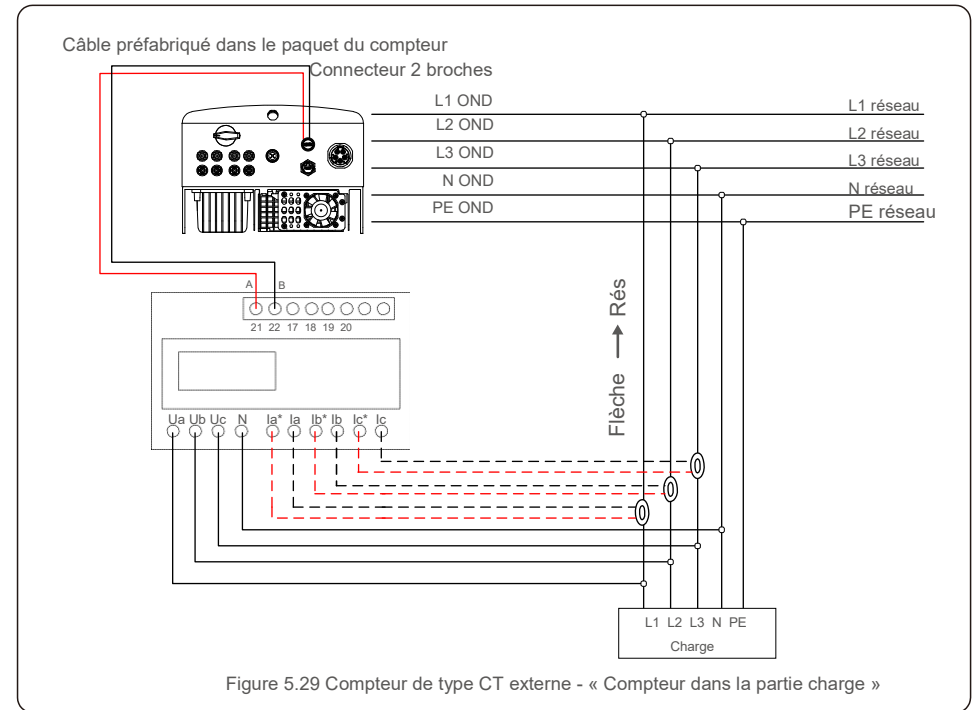 Câble préfabriqué dans le paquet du compteur
Connecteur 2 broches
L1 OND
L1 réseau
L2 OND
L2 réseau
L3 OND
L3 réseau
N OND
N réseau
PE OND
PE réseau
A B
21 22 17 18 19 20
Flèche → Rés
Ua Ub Uc N Ia* Ia Ib* Ib Ic* Ic
L1 L2 L3 N PE
Charge
Figure 5.29 Compteur de type CT externe - « Compteur dans la partie charge »